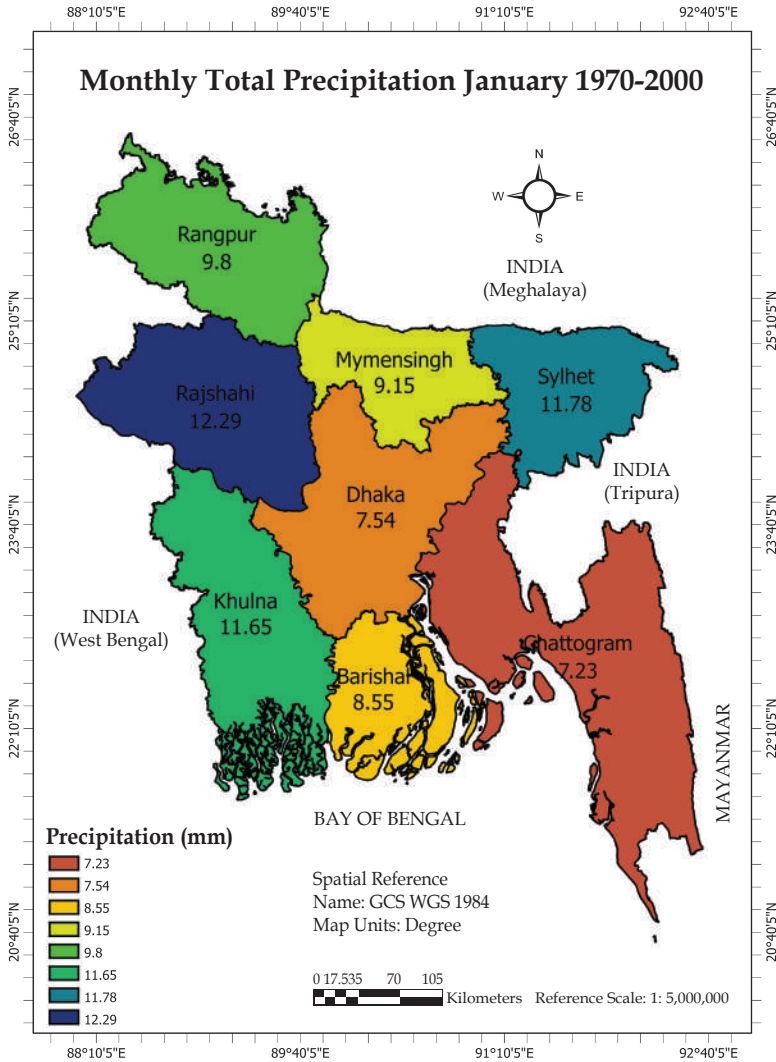 88°10'5"E 89°40'5"E 91°10'5"E 92°40'5"E
Monthly Total Precipitation January 1970-2000
26°40'5"N
26°40'5"N
N
W E
S
Rangpur
9.8
INDIA
(Meghalaya)
25°10'5"N
25°10'5"N
Mymensingh
9.15
Sylhet
11.78
Rajshahi
12.29
INDIA
(Tripura)
Dhaka
7.54
23°40'5"N
23°40'5"N
Khulna
11.65
INDIA
(West Bengal)
Chattogram
7.23
Barishal
8.55
22°10'5"N
22°10'5"N
MAYANMAR
BAY OF BENGAL
Precipitation (mm)
7.23
7.54
8.55
9.15
9.8
11.65
11.78
12.29
Spatial Reference
Name: GCS WGS 1984
Map Units: Degree
20°40'5"N
20°40'5"N
0 17.535 70 105
Kilometers Reference Scale: 1: 5,000,000
88°10'5"E 89°40'5"E 91°10'5"E 92°40'5"E